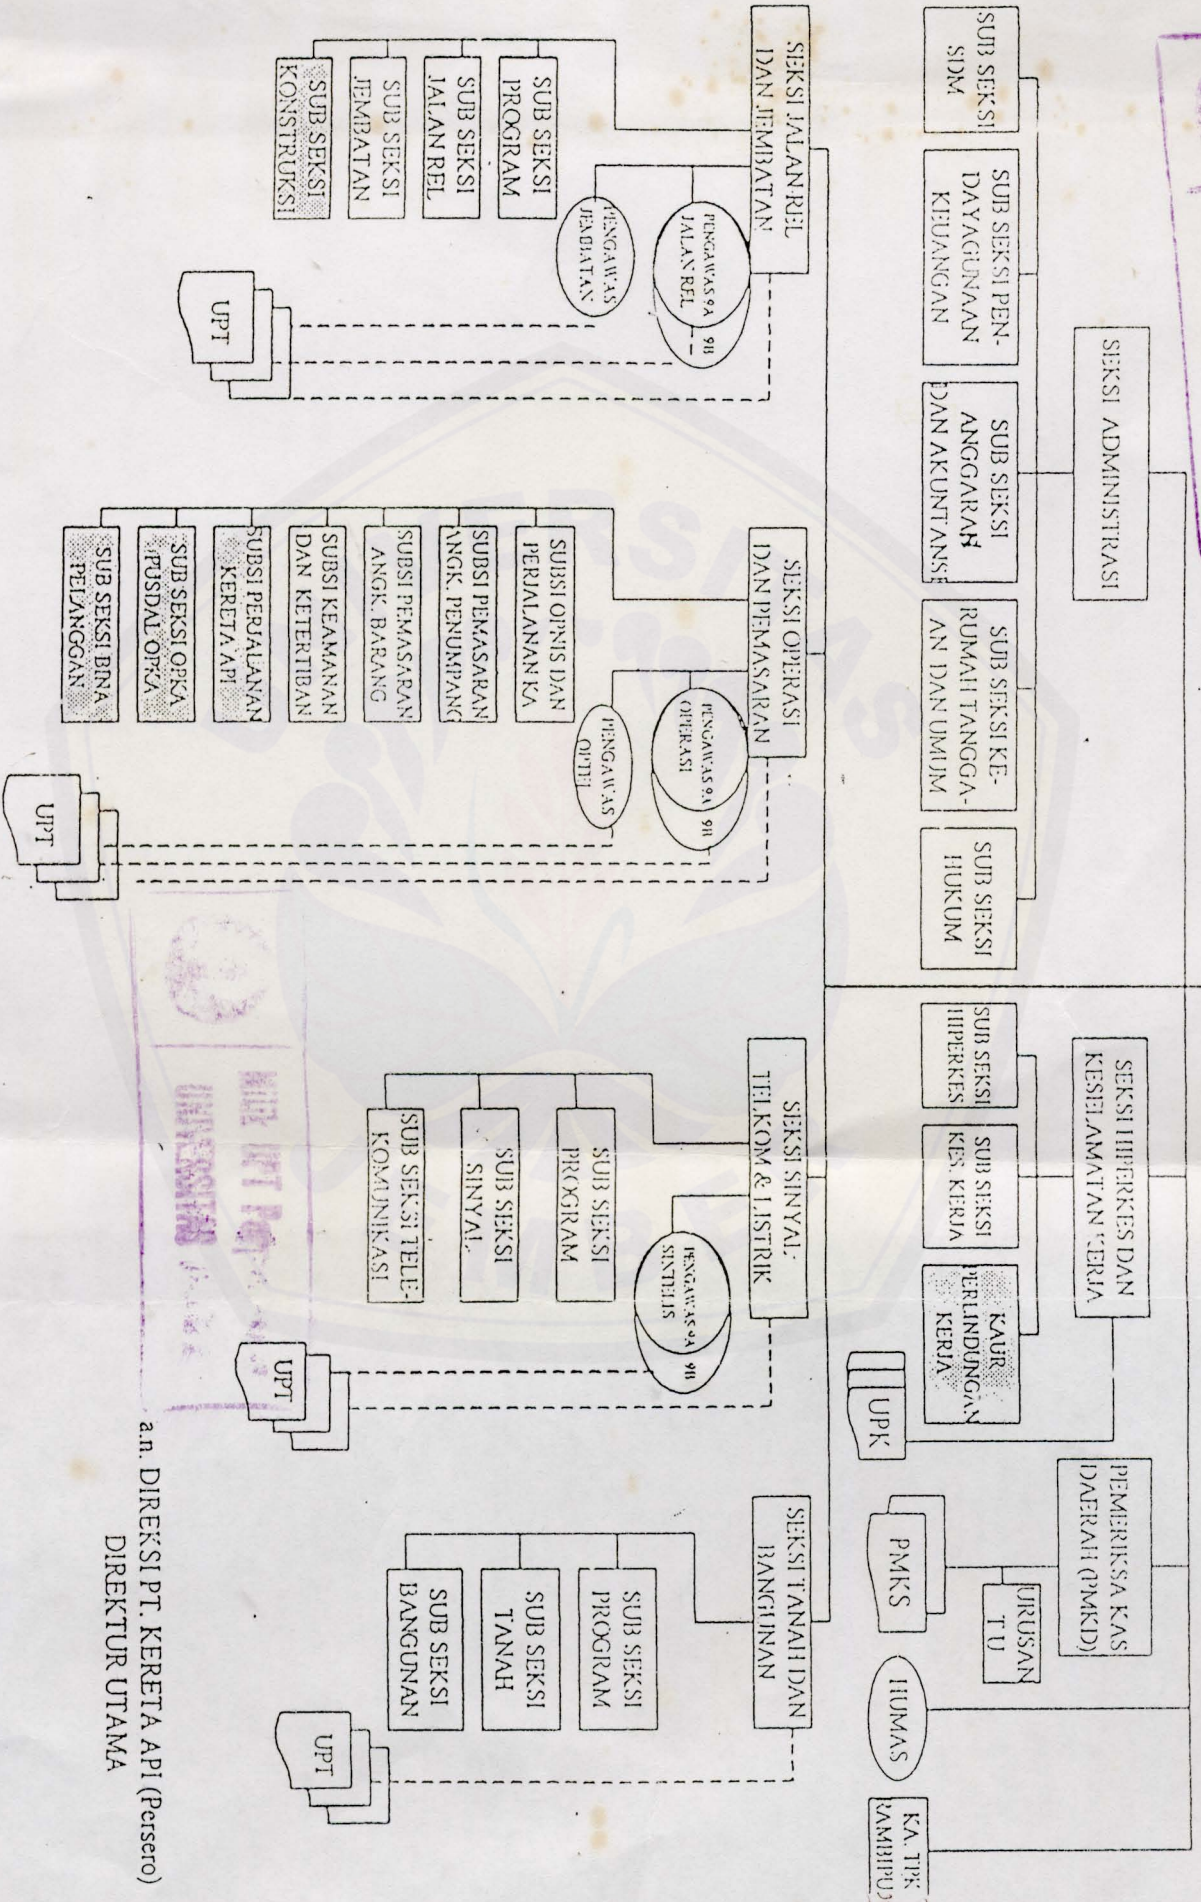 SEKSI ADMINISTRASI
SUB SEKSI
SDM
SUB SEKSI PEN-
DAYAGUNAAN
KEUANGAN
SUB SEKSI
ANGGARAN
DAN AKUNTANSI
SUB SEKSI KE-
RUMAH TANGGA-
AN DAN UMUM
SUB SEKSI
HUKUM
SEKSI HIPERKES DAN
KESELAMATAN KERJA
SUB SEKSI
HIPERKES
SUB SEKSI
KES. KERJA
KAUR
PERLINDUNGAN
KERJA
UPK
PEMERIKSA KAS
DAERAH (PMKD)
URUSAN
T U
PMKS
HUMAS
KA. TPK
RAMBIPUJI
SEKSI JALAN REL
DAN JEMBATAN
PENGAWAS 9A
JALAN REL
9B
PENGAWAS
JEMBATAN
SUB SEKSI
PROGRAM
SUB SEKSI
JALAN REL
SUB SEKSI
JEMBATAN
SUB SEKSI
KONSTRUKSI
UPT
SEKSI OPERASI
DAN PEMASARAN
PENGAWAS 9A
OPERASI
9B
PENGAWAS
OPTEL
SUBSI OPNIS DAN
PERJALANAN KA
SUBSI PEMASARAN
ANGK. PENUMPANG
SUBSI PEMASARAN
ANGK. BARANG
SUBSI KEAMANAN
DAN KETERTIBAN
SUBSI PERJALANAN
KERETA API
SUB SEKSI OPKA
PUSDAL OPKA
SUB SEKSI BINA
PELANGGAN
UPT
SEKSI SINYAL
TELKOM & LISTRIK
PENGAWAS 9A
SINTELIS
9B
SUB SEKSI
PROGRAM
SUB SEKSI
SINYAL
SUB SEKSI TELE-
KOMUNIKASI
UPT
SEKSI TANAH DAN
BANGUNAN
SUB SEKSI
PROGRAM
SUB SEKSI
TANAH
SUB SEKSI
BANGUNAN
UPT
UNIVERSITAS
a.n. DIREKSI PT. KERETA API (Persero)
DIREKTUR UTAMA